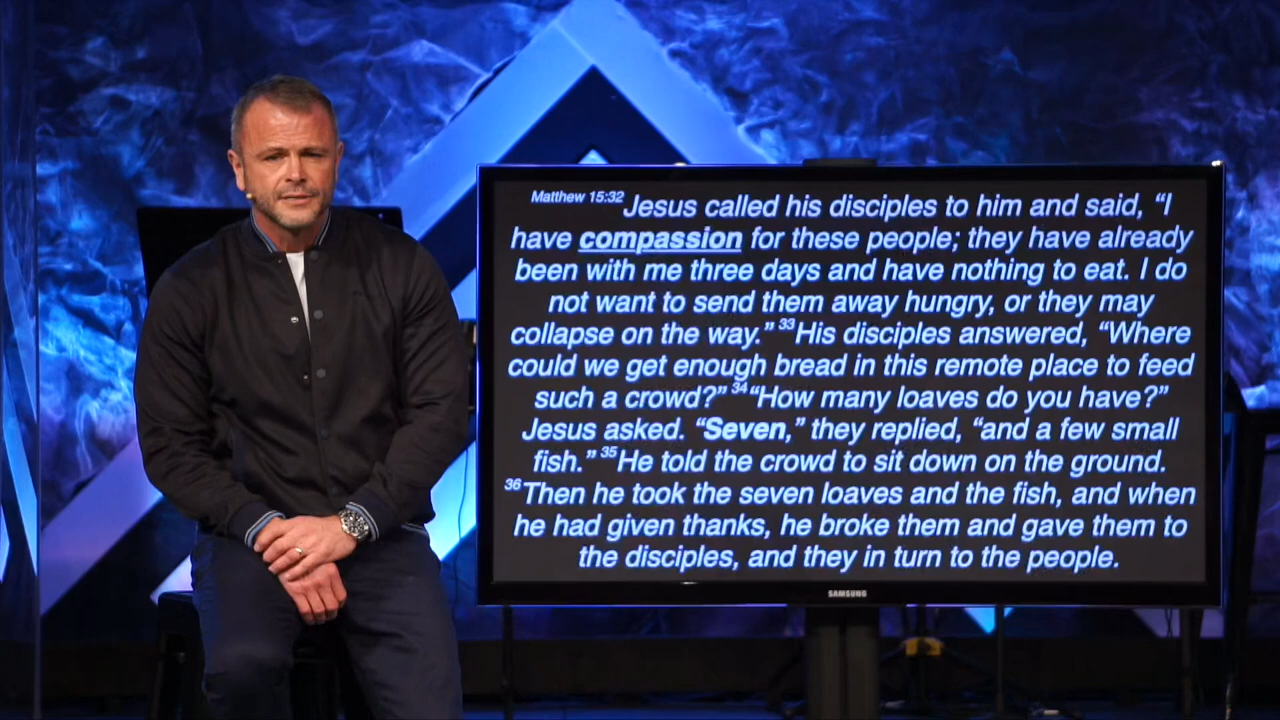 Matthew 15:32 Jesus called his disciples to him and said, “I
have compassion for these people; they have already
been with me three days and have nothing to eat. I do
not want to send them away hungry, or they may
collapse on the way.” 33 His disciples answered, “Where
could we get enough bread in this remote place to feed
such a crowd?” 34 “How many loaves do you have?”
Jesus asked. “Seven,” they replied, “and a few small
fish.” 35 He told the crowd to sit down on the ground.
36 Then he took the seven loaves and the fish, and when
he had given thanks, he broke them and gave them to
the disciples, and they in turn to the people.
SAMSUNG